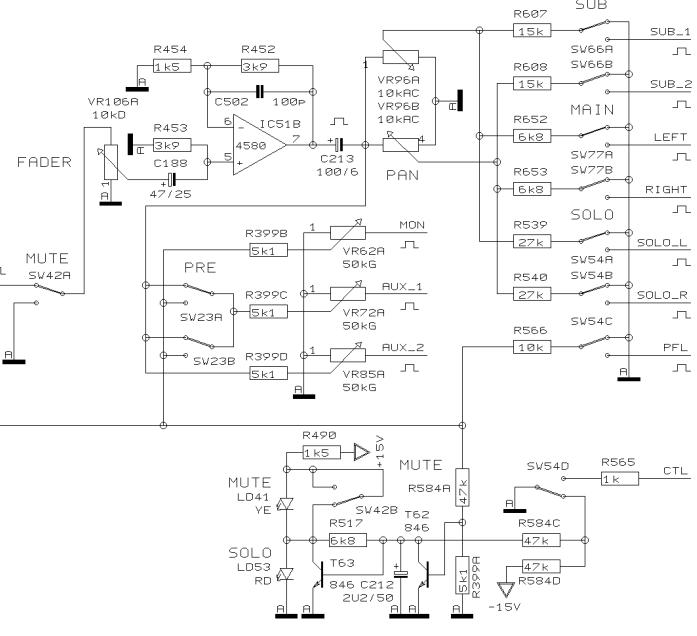 SUB
R607
15k
SUB_1
SW66A
SW66B
R454
1k5
R452
3k9
A
C502
100p
VR106A
10kD
R453
3k9
A
6
5
7
IC51B
4580
-
+
C188
+
47/25
FADER
1
A
C213
+
100/6
1
VR96A
10kAC
VR96B
10kAC
4
PAN
A
R608
15k
SUB_2
MAIN
R652
6k8
LEFT
SW77A
SW77B
R653
6k8
RIGHT
SOLO
R539
27k
SOLO_L
SW54A
SW54B
R540
27k
SOLO_R
SW54C
R566
10k
PFL
A
L
MUTE
SW42A
A
PRE
SW23A
SW23B
R399B
5k1
1
MON
VR62A
50kG
R399C
5k1
1
AUX_1
VR72A
50kG
R399D
5k1
1
AUX_2
VR85A
50kG
A
R490
1k5
+15V
MUTE
LD41
YE
SW42B
MUTE
R584A
47k
SOLO
LD53
RD
R517
6k8
T63
846
C212
+
2U2/50
T62
846
5k1
R399A
A
A
A
A
A
SW54D
A
R565
1k
CTL
R584C
47k
47k
R584D
-15V